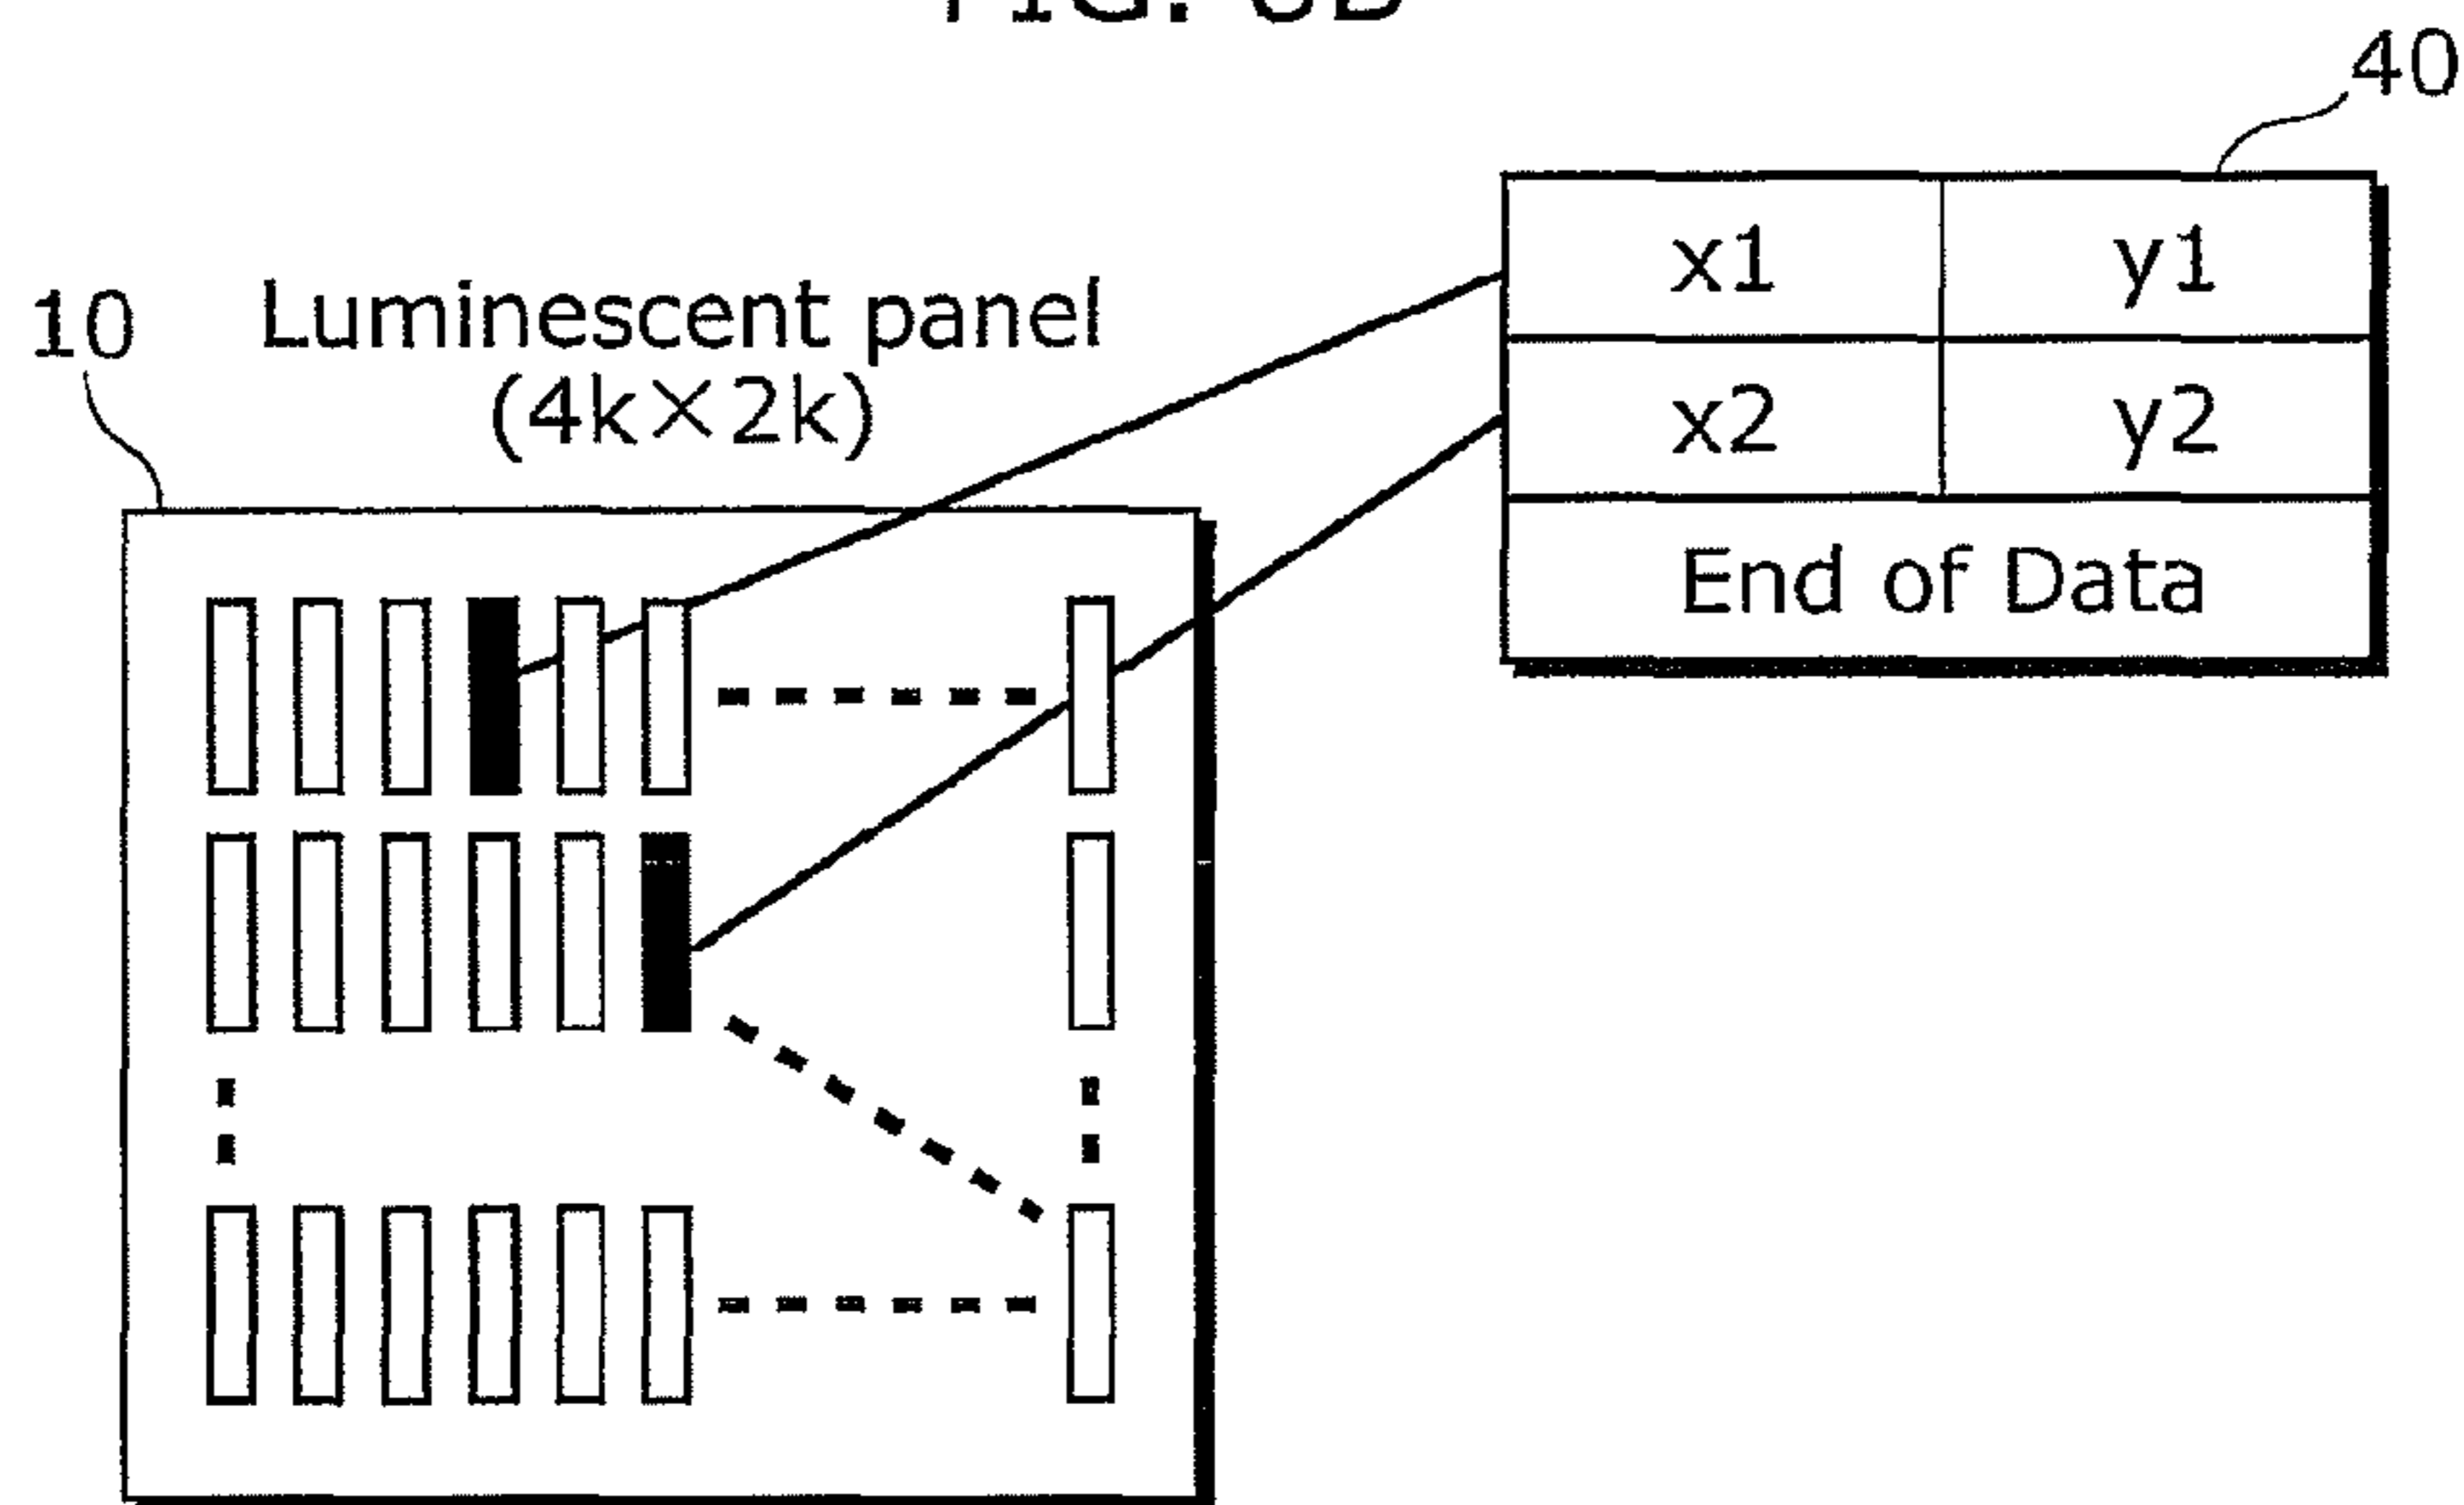 40
x1 y1
10
Luminescent panel
x2 y2
(4k×2k)
End of Data